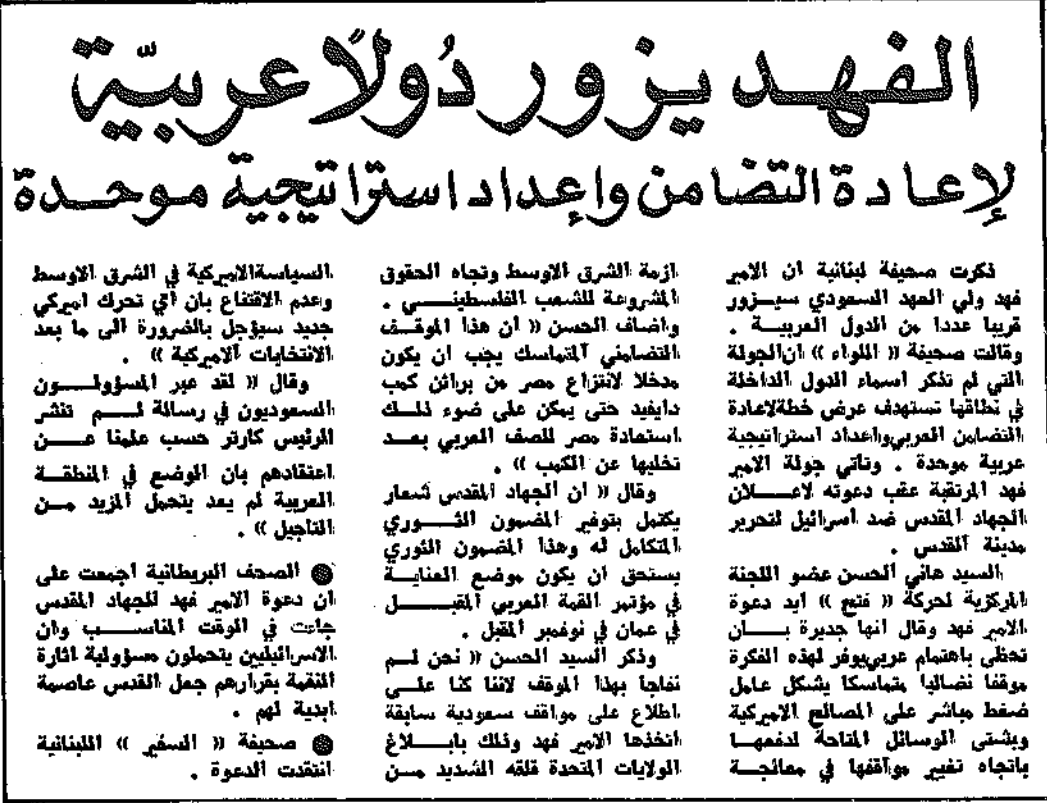 الفهد يزور دُولًا عربيّة
لإعادة التضامن وإعداد استراتيجية موحدة
ذكرت صحيفة لبنانية ان الامير
فهد ولي العهد السعودي سيزور
قريبا عددا من الدول العربية .
وقالت صحيفة « اللواء » ان الجولة
التي لم تذكر اسماء الدول الداخلة
في نطاقها تستهدف عرض خطة لاعادة
التضامن العربي واعداد استراتيجية
عربية موحدة . وتاتي جولة الامير
فهد المرتقبة عقب دعوته لاعلان
الجهاد المقدس ضد اسرائيل لتحرير
مدينة القدس .
السيد هاني الحسن عضو اللجنة
المركزية لحركة « فتح » ايد دعوة
الامير فهد وقال انها جديرة بان
تحظى باهتمام عربي يوفر لهذه الفكرة
موقفا نضاليا متماسكا يشكل عامل
ضغط مباشر على المصالح الاميركية
وبشتى الوسائل المتاحة لدفعها
باتجاه تغيير مواقفها في معالجة
ازمة الشرق الاوسط وتجاه الحقوق
المشروعة للشعب الفلسطيني .
واضاف الحسن « ان هذا الموقف
التضامني المتماسك يجب ان يكون
مدخلا لانتزاع مصر من براثن كمب
دايفيد حتى يمكن على ضوء ذلك
استعادة مصر للصف العربي بعد
تخليها عن الكمب » .
وقال « ان الجهاد المقدس شعار
يكتمل بتوفير المضمون الثوري
المتكامل له وهذا المضمون الثوري
يستحق ان يكون موضع العناية
في مؤتمر القمة العربي المقبل
في عمان في نوفمبر المقبل .
وذكر السيد الحسن « نحن لم
نفاجا بهذا الموقف لاننا كنا على
اطلاع على مواقف سعودية سابقة
اتخذها الامير فهد وذلك بابلاغ
الولايات المتحدة قلقه الشديد من
السياسة الاميركية في الشرق الاوسط
وعدم الاقتناع بان اي تحرك اميركي
جديد سيؤجل بالضرورة الى ما بعد
الانتخابات الاميركية » .
وقال « لقد عبر المسؤولون
السعوديون في رسالة لم تنشر
للرئيس كارتر حسب علمنا عن
اعتقادهم بان الوضع في المنطقة
العربية لم يعد يتحمل المزيد من
التاجيل » .
● الصحف البريطانية اجمعت على
ان دعوة الامير فهد للجهاد المقدس
جاءت في الوقت المناسب وان
الاسرائيليين يتحملون مسؤولية اثارة
النقمة بقرارهم جعل القدس عاصمة
ابدية لهم .
● صحيفة « السفير » اللبنانية
انتقدت الدعوة .